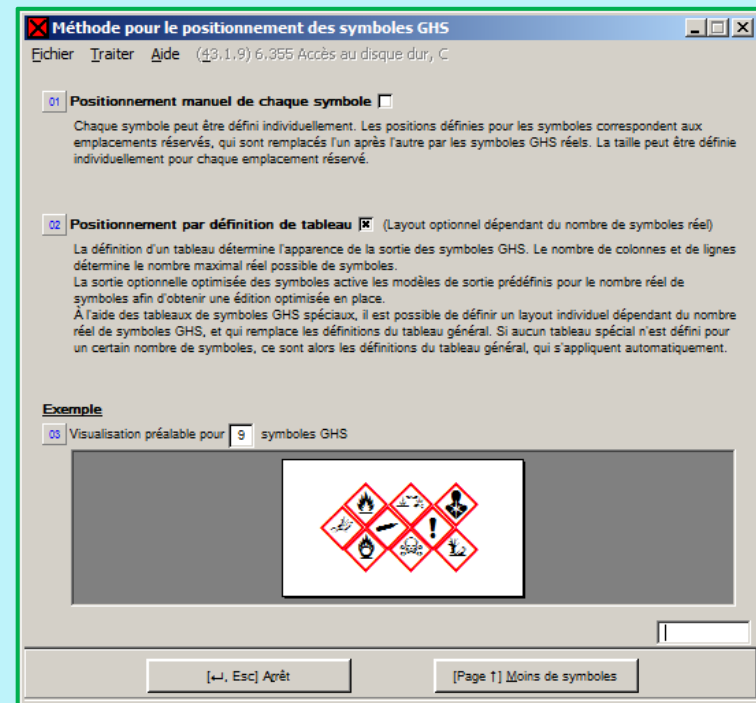 Méthode pour le positionnement des symboles GHS
Fichier Traiter Aide (43.1.9) 6.355 Accès au disque dur, C
01 Positionnement manuel de chaque symbole
Chaque symbole peut être défini individuellement. Les positions définies pour les symboles correspondent aux
emplacements réservés, qui sont remplacés l'un après l'autre par les symboles GHS réels. La taille peut être définie
individuellement pour chaque emplacement réservé.
02 Positionnement par définition de tableau (Layout optionnel dépendant du nombre de symboles réel)
La définition d'un tableau détermine l'apparence de la sortie des symboles GHS. Le nombre de colonnes et de lignes
détermine le nombre maximal réel possible de symboles.
La sortie optionnelle optimisée des symboles active les modèles de sortie prédéfinis pour le nombre réel de
symboles afin d'obtenir une édition optimisée en place.
À l'aide des tableaux de symboles GHS spéciaux, il est possible de définir un layout individuel dépendant du nombre
réel de symboles GHS, et qui remplace les définitions du tableau général. Si aucun tableau spécial n'est défini pour
un certain nombre de symboles, ce sont alors les définitions du tableau général, qui s'appliquent automatiquement.
Exemple
03 Visualisation préalable pour 9 symboles GHS
[↵, Esc] Arrêt [Page ↑] Moins de symboles